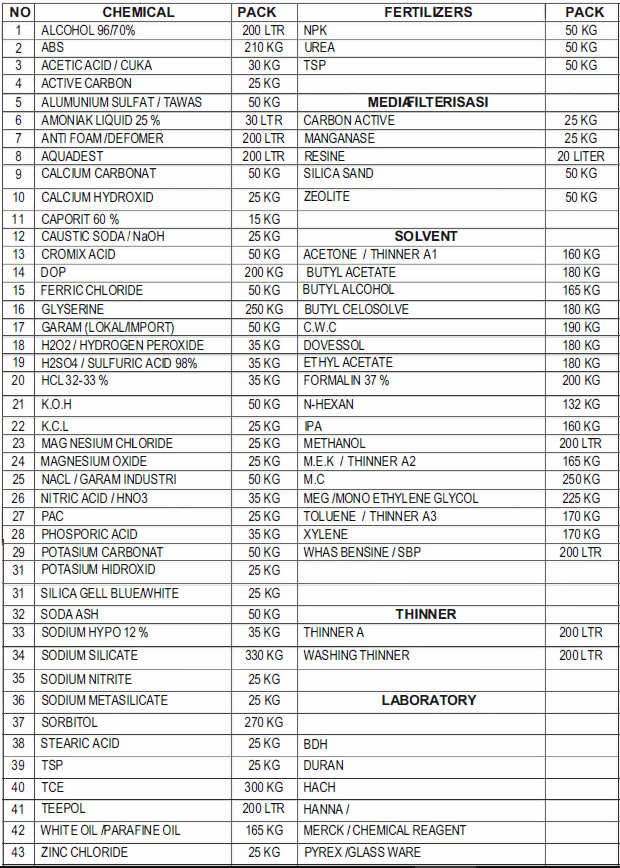 NO CHEMICAL PACK FERTILIZERS PACK
1 ALCOHOL 96/70% 200 LTR NPK 50 KG
2 ABS 210 KG UREA 50 KG
3 ACETIC ACID / CUKA 30 KG TSP 50 KG
4 ACTIVE CARBON 25 KG
5 ALUMUNIUM SULFAT / TAWAS 50 KG MEDIAFILTERISASI
6 AMONIAK LIQUID 25 % 30 LTR CARBON ACTIVE 25 KG
7 ANTI FOAM /DEFOMER 200 LTR MANGANASE 25 KG
8 AQUADEST 200 LTR RESINE 20 LITER
9 CALCIUM CARBONAT 50 KG SILICA SAND 50 KG
10 CALCIUM HYDROXID 25 KG ZEOLITE 50 KG
11 CAPORIT 60 % 15 KG
12 CAUSTIC SODA / NaOH 25 KG SOLVENT
13 CROMIX ACID 50 KG ACETONE / THINNER A1 160 KG
14 DOP 200 KG BUTYL ACETATE 180 KG
15 FERRIC CHLORIDE 50 KG BUTYL ALCOHOL 165 KG
16 GLYSERINE 250 KG BUTYL CELOSOLVE 180 KG
17 GARAM (LOKAL/IMPORT) 50 KG C.W.C 190 KG
18 H2O2 / HYDROGEN PEROXIDE 35 KG DOVESSOL 180 KG
19 H2SO4 / SULFURIC ACID 98% 35 KG ETHYL ACETATE 180 KG
20 HCL 32-33 % 35 KG FORMALIN 37 % 200 KG
21 K.O.H 50 KG N-HEXAN 132 KG
22 K.C.L 25 KG IPA 160 KG
23 MAGNESIUM CHLORIDE 25 KG METHANOL 200 LTR
24 MAGNESIUM OXIDE 25 KG M.E.K / THINNER A2 165 KG
25 NACL / GARAM INDUSTRI 50 KG M.C 250 KG
26 NITRIC ACID / HNO3 35 KG MEG /MONO ETHYLENE GLYCOL 225 KG
27 PAC 25 KG TOLUENE / THINNER A3 170 KG
28 PHOSPORIC ACID 35 KG XYLENE 170 KG
29 POTASIUM CARBONAT 50 KG WHAS BENSINE / SBP 200 LTR
31 POTASIUM HIDROXID 25 KG
31 SILICA GELL BLUE/WHITE 25 KG
32 SODA ASH 50 KG THINNER
33 SODIUM HYPO 12 % 35 KG THINNER A 200 LTR
34 SODIUM SILICATE 330 KG WASHING THINNER 200 LTR
35 SODIUM NITRITE 25 KG
36 SODIUM METASILICATE 25 KG LABORATORY
37 SORBITOL 270 KG
38 STEARIC ACID 25 KG BDH
39 TSP 25 KG DURAN
40 TCE 300 KG HACH
41 TEEPOL 200 LTR HANNA /
42 WHITE OIL /PARAFINE OIL 165 KG MERCK / CHEMICAL REAGENT
43 ZINC CHLORIDE 25 KG PYREX /GLASS WARE